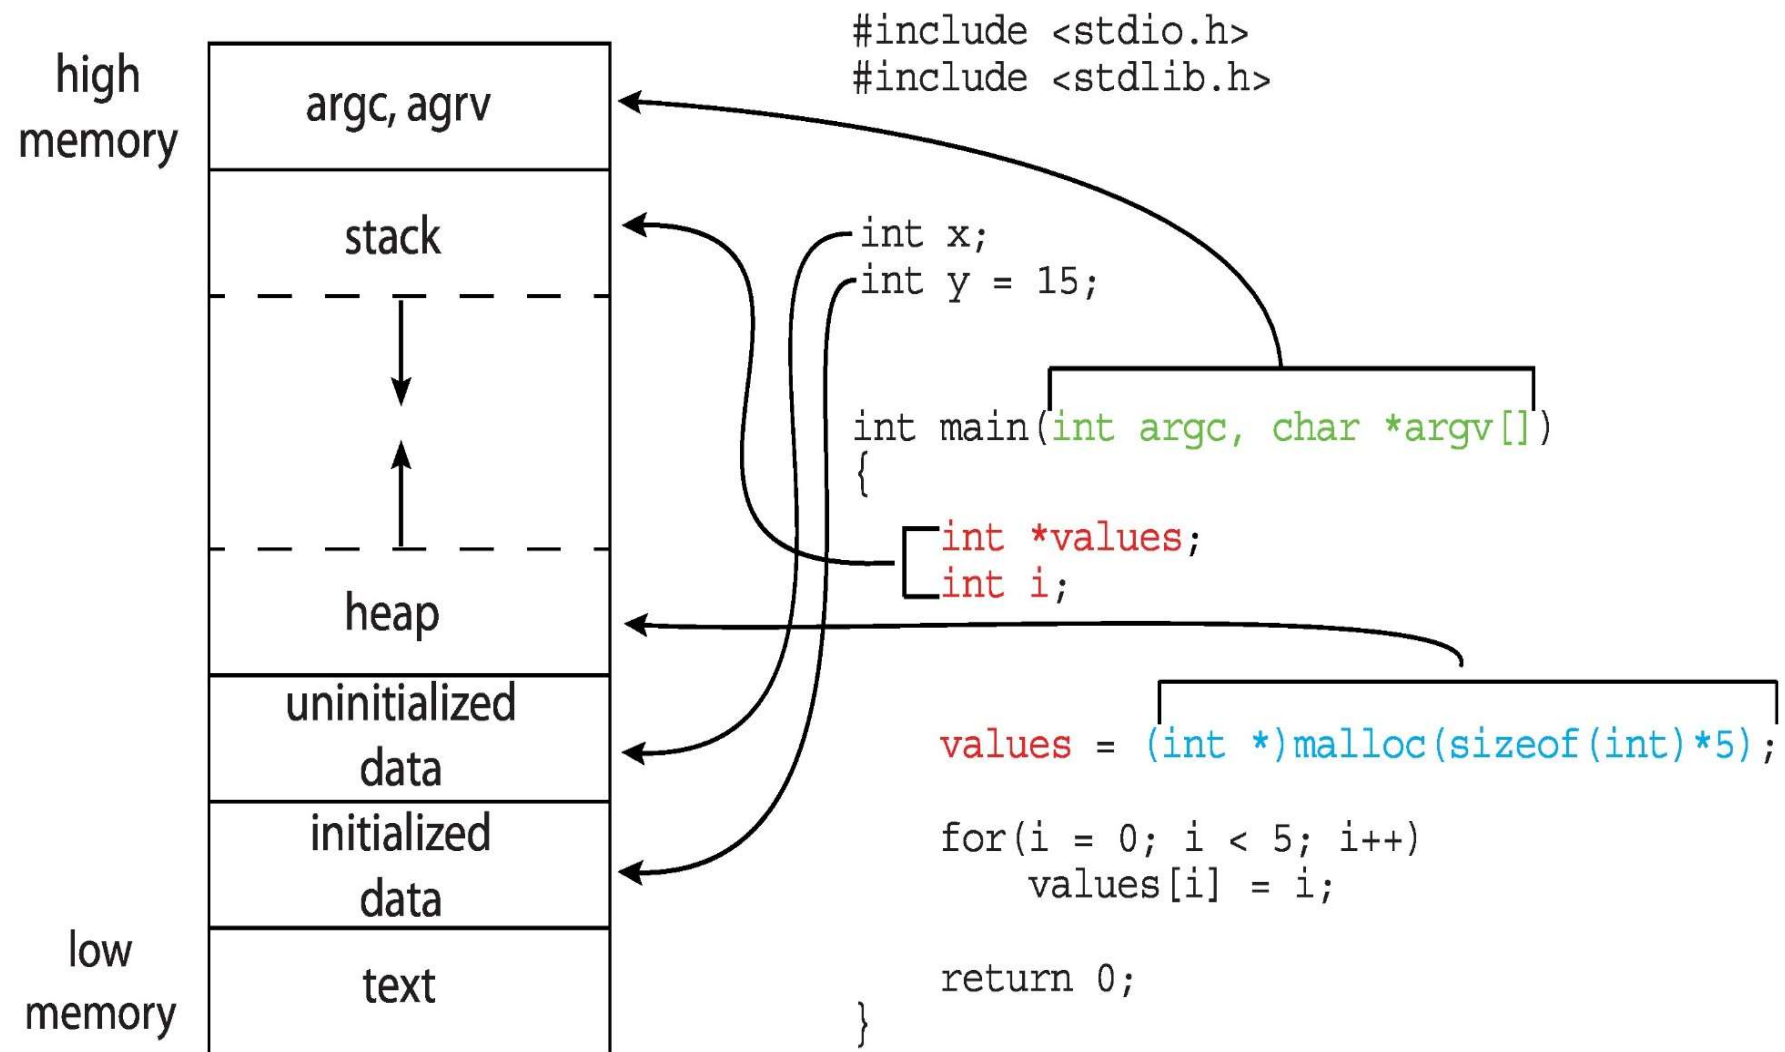 high
memory
argc, agrv
stack
heap
uninitialized
data
initialized
data
low
memory
text
#include <stdio.h>
#include <stdlib.h>
int x;
int y = 15;
int main(int argc, char *argv[])
{
int *values;
int i;
values = (int *)malloc(sizeof(int)*5);
for(i = 0; i < 5; i++)
values[i] = i;
return 0;
}